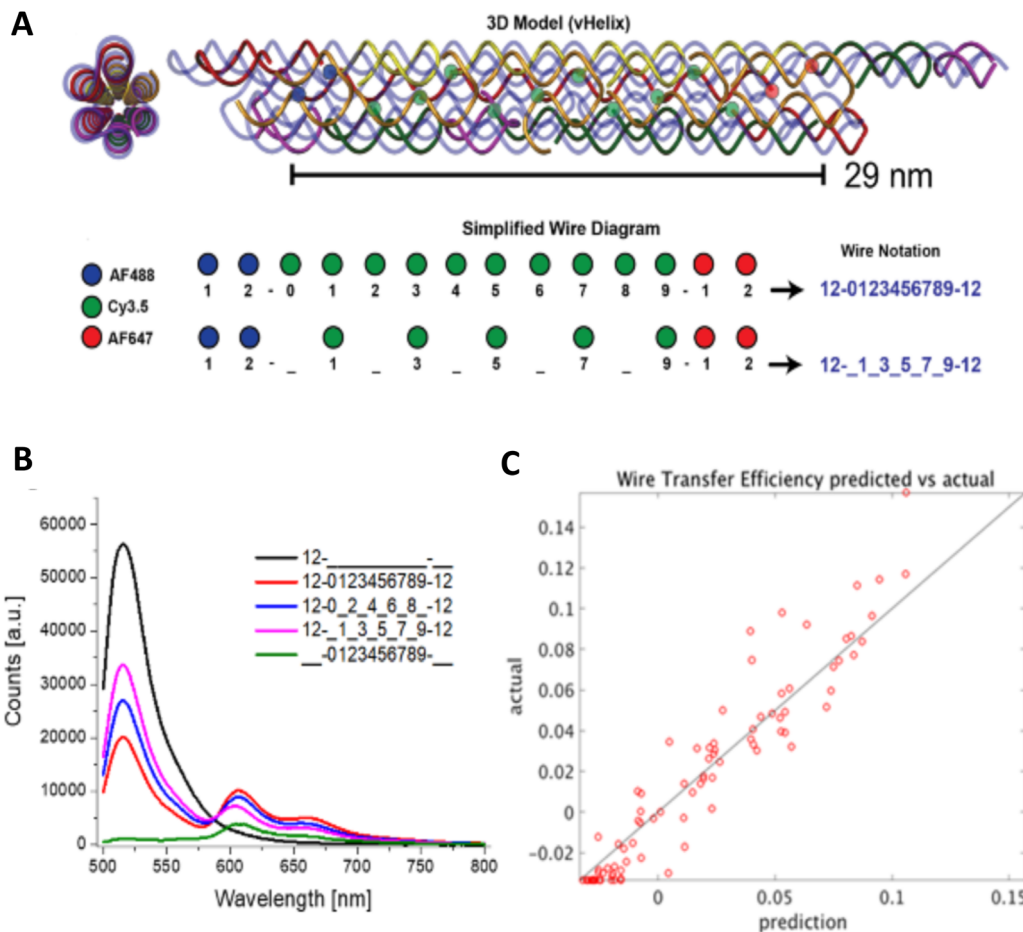 A
3D Model (vHelix)
29 nm
Simplified Wire Diagram
Wire Notation
AF488
1 2 - 0 1 2 3 4 5 6 7 8 9 - 1 2
12-0123456789-12
Cy3.5
AF647
1 2 - _ 1 _ 3 _ 5 _ 7 _ 9 - 1 2
12-_1_3_5_7_9-12
B
Counts [a.u.]
60000
50000
40000
30000
20000
10000
0
12-__________-__
12-0123456789-12
12-0_2_4_6_8_-12
12-_1_3_5_7_9-12
__-0123456789-__
500 550 600 650 700 750 800
Wavelength [nm]
C
Wire Transfer Efficiency predicted vs actual
actual
0.14
0.12
0.1
0.08
0.06
0.04
0.02
0
-0.02
0 0.05 0.1 0.15
prediction